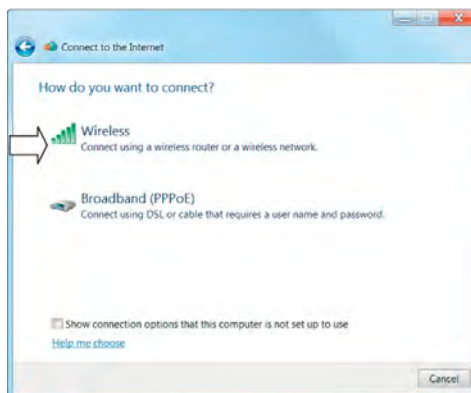 Connect to the Internet
How do you want to connect?
Wireless
Connect using a wireless router or a wireless network.
Broadband (PPPoE)
Connect using DSL or cable that requires a user name and password.
Show connection options that this computer is not set up to use
Help me choose
Cancel